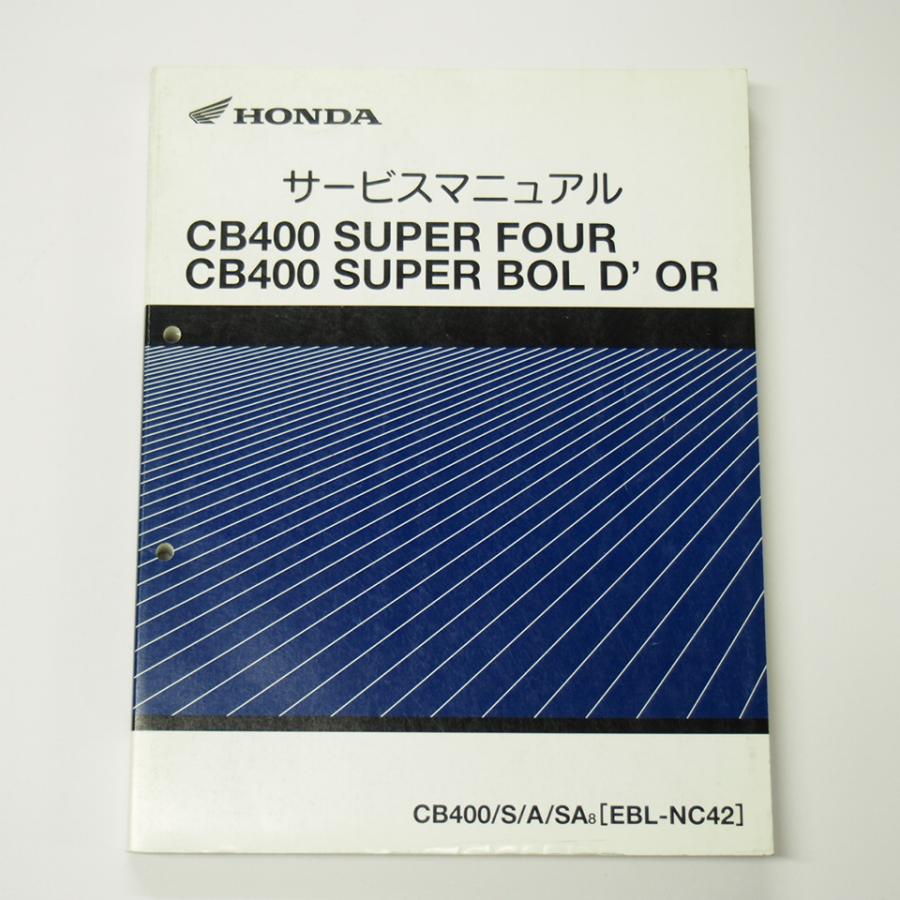 HONDA
サービスマニュアル
CB400 SUPER FOUR
CB400 SUPER BOL D' OR
CB400/S/A/SA8[EBL-NC42]